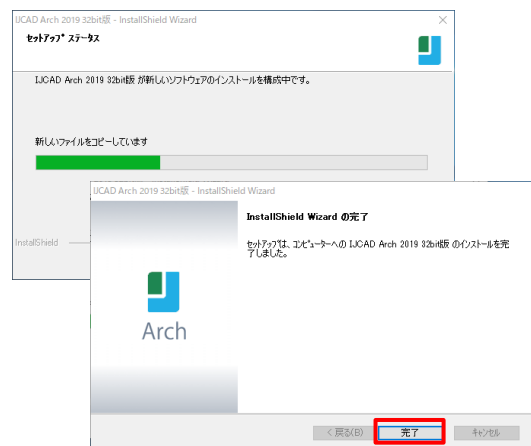 IJCAD Arch 2019 32bit版 - InstallShield Wizard
セットアップ ステータス
IJCAD Arch 2019 32bit版 が新しいソフトウェアのインストールを構成中です。
新しいファイルをコピーしています
InstallShield
IJCAD Arch 2019 32bit版 - InstallShield Wizard
InstallShield Wizard の完了
セットアップは、コンピューターへの IJCAD Arch 2019 32bit版 のインストールを完
了しました。
Arch
< 戻る(B)
完了
キャンセル